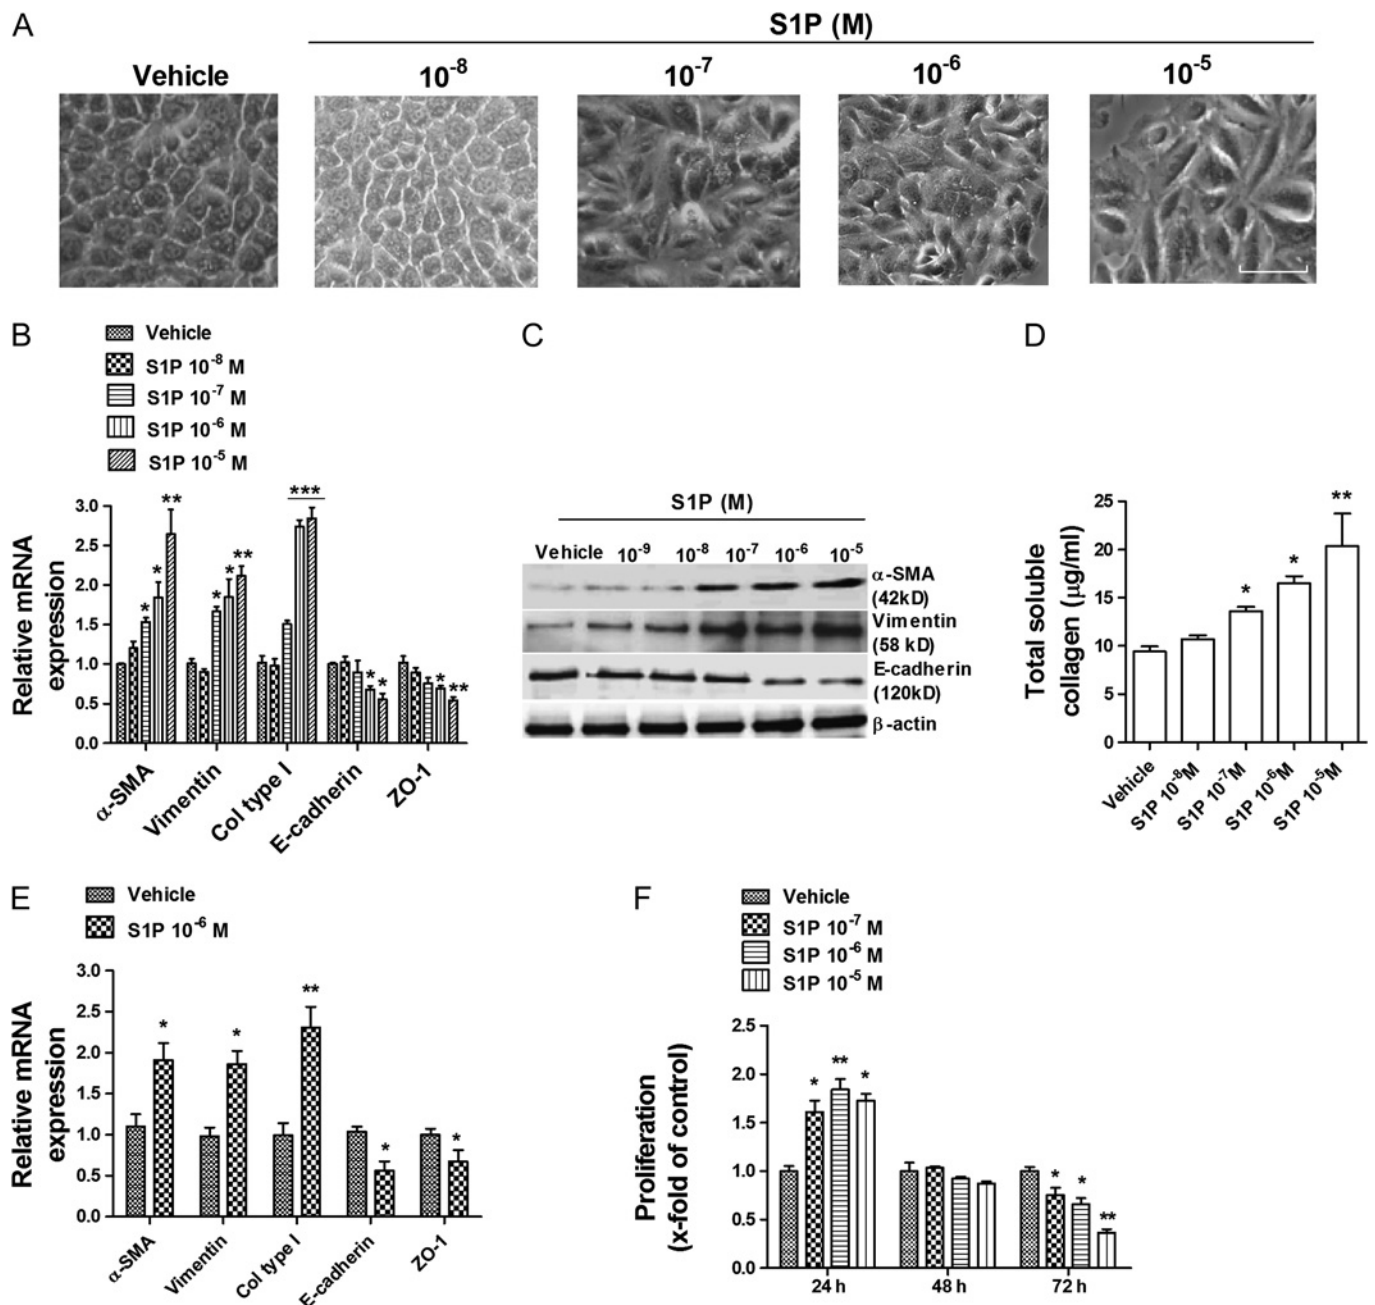 A
S1P (M)
Vehicle 10⁻⁸ 10⁻⁷ 10⁻⁶ 10⁻⁵
B
Vehicle
S1P 10⁻⁸ M
S1P 10⁻⁷ M
S1P 10⁻⁶ M
S1P 10⁻⁵ M
Relative mRNA
expression
3.0
2.5
2.0
1.5
1.0
0.5
0.0
* * **
* * **
***
* *
* **
α-SMA
Vimentin
Col type I
E-cadherin
ZO-1
C
S1P (M)
Vehicle 10⁻⁹ 10⁻⁸ 10⁻⁷ 10⁻⁶ 10⁻⁵
α-SMA
(42kD)
Vimentin
(58 kD)
E-cadherin
(120kD)
β-actin
D
Total soluble
collagen (μg/ml)
25
20
15
10
5
0
* * **
Vehicle
S1P 10⁻⁸M
S1P 10⁻⁷M
S1P 10⁻⁶M
S1P 10⁻⁵M
E
Vehicle
S1P 10⁻⁶ M
Relative mRNA
expression
3.0
2.5
2.0
1.5
1.0
0.5
0.0
* * ** * *
α-SMA
Vimentin
Col type I
E-cadherin
ZO-1
F
Vehicle
S1P 10⁻⁷ M
S1P 10⁻⁶ M
S1P 10⁻⁵ M
Proliferation
(x-fold of control)
2.5
2.0
1.5
1.0
0.5
0.0
* ** *
* * **
24 h 48 h 72 h